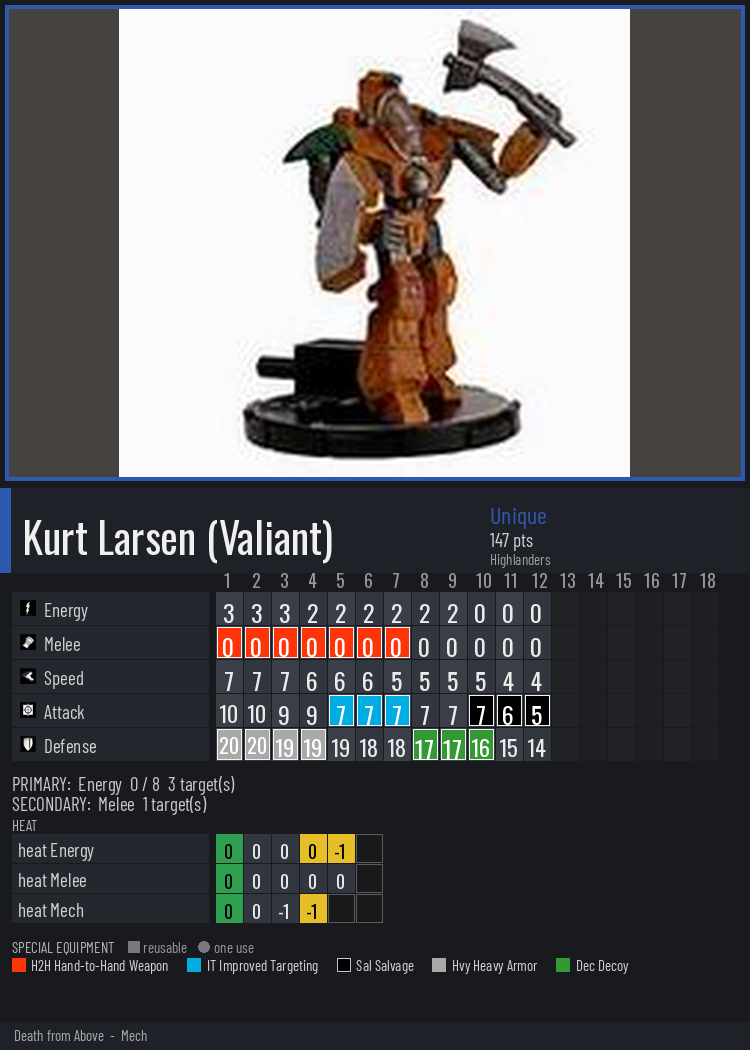 Kurt Larsen (Valiant)
Unique
147 pts
Highlanders
1 2 3 4 5 6 7 8 9 10 11 12 13 14 15 16 17 18
Energy 3 3 3 2 2 2 2 2 2 0 0 0
Melee 0 0 0 0 0 0 0 0 0 0 0 0
Speed 7 7 7 6 6 6 5 5 5 5 4 4
Attack 10 10 9 9 7 7 7 7 7 7 6 5
Defense 20 20 19 19 19 18 18 17 17 16 15 14
PRIMARY: Energy 0 / 8 3 target(s)
SECONDARY: Melee 1 target(s)
HEAT
heat Energy 0 0 0 0 -1
heat Melee 0 0 0 0 0
heat Mech 0 0 -1 -1
SPECIAL EQUIPMENT reusable one use
H2H Hand-to-Hand Weapon IT Improved Targeting Sal Salvage Hvy Heavy Armor Dec Decoy
Death from Above - Mech